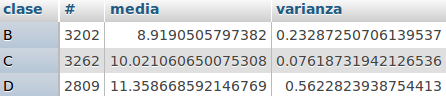 clase # media varianza
B 3202 8.9190505797382 0.23287250706139537
C 3262 10.021060650075308 0.07618731942126536
D 2809 11.358668592146769 0.5622823938754413